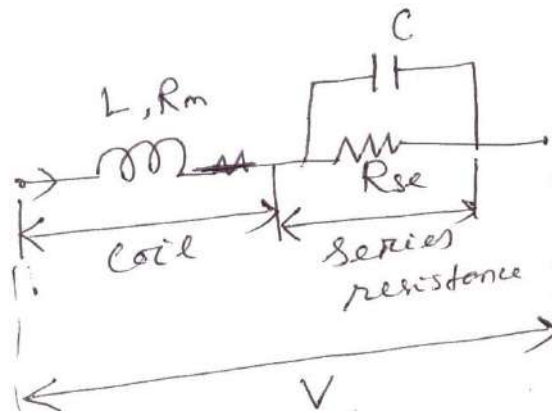 C
L, Rm
Rse
coil
series
resistance
V